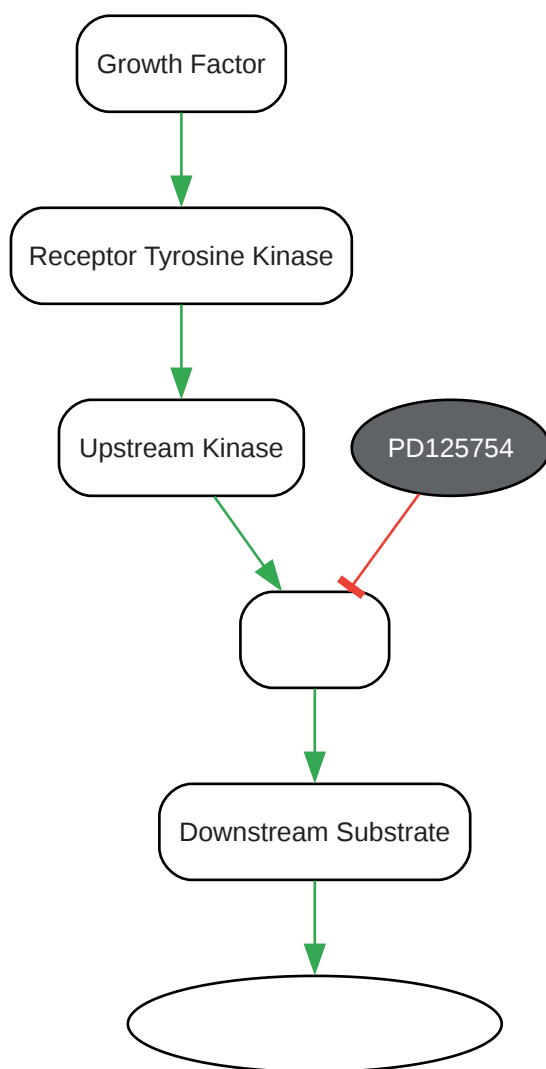 Growth Factor
Receptor Tyrosine Kinase
Upstream Kinase
PD125754
Downstream Substrate